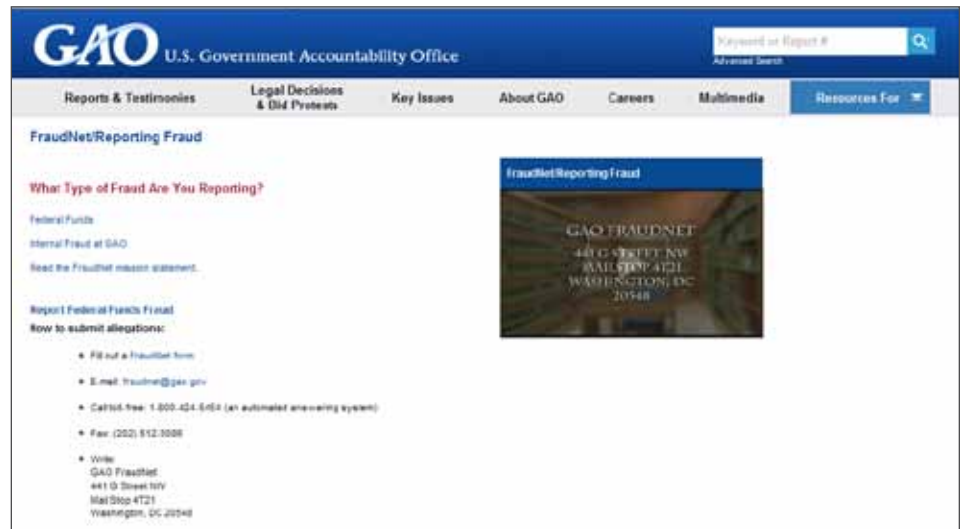 GAO U.S. Government Accountability Office
Keyword or Report #
Advanced Search
Reports & Testimonies
Legal Decisions
& Bid Protests
Key Issues
About GAO
Careers
Multimedia
Resources For
FraudNet/Reporting Fraud
What Type of Fraud Are You Reporting?
Federal Funds
Internal Fraud at GAO
Read the FraudNet mission statement.
Report Federal Funds Fraud
How to submit allegations:
Fill out a FraudNet form
E-mail: fraudnet@gao.gov
Call toll-free: 1-800-424-5454 (an automated answering system)
Fax: (202) 512-3086
Write:
GAO FraudNet
441 G Street NW
Mail Stop 4T21
Washington, DC 20548
FraudNet/Reporting Fraud
GAO FRAUDNET
441 G STREET NW
MAILSTOP 4T21
WASHINGTON, DC
20548